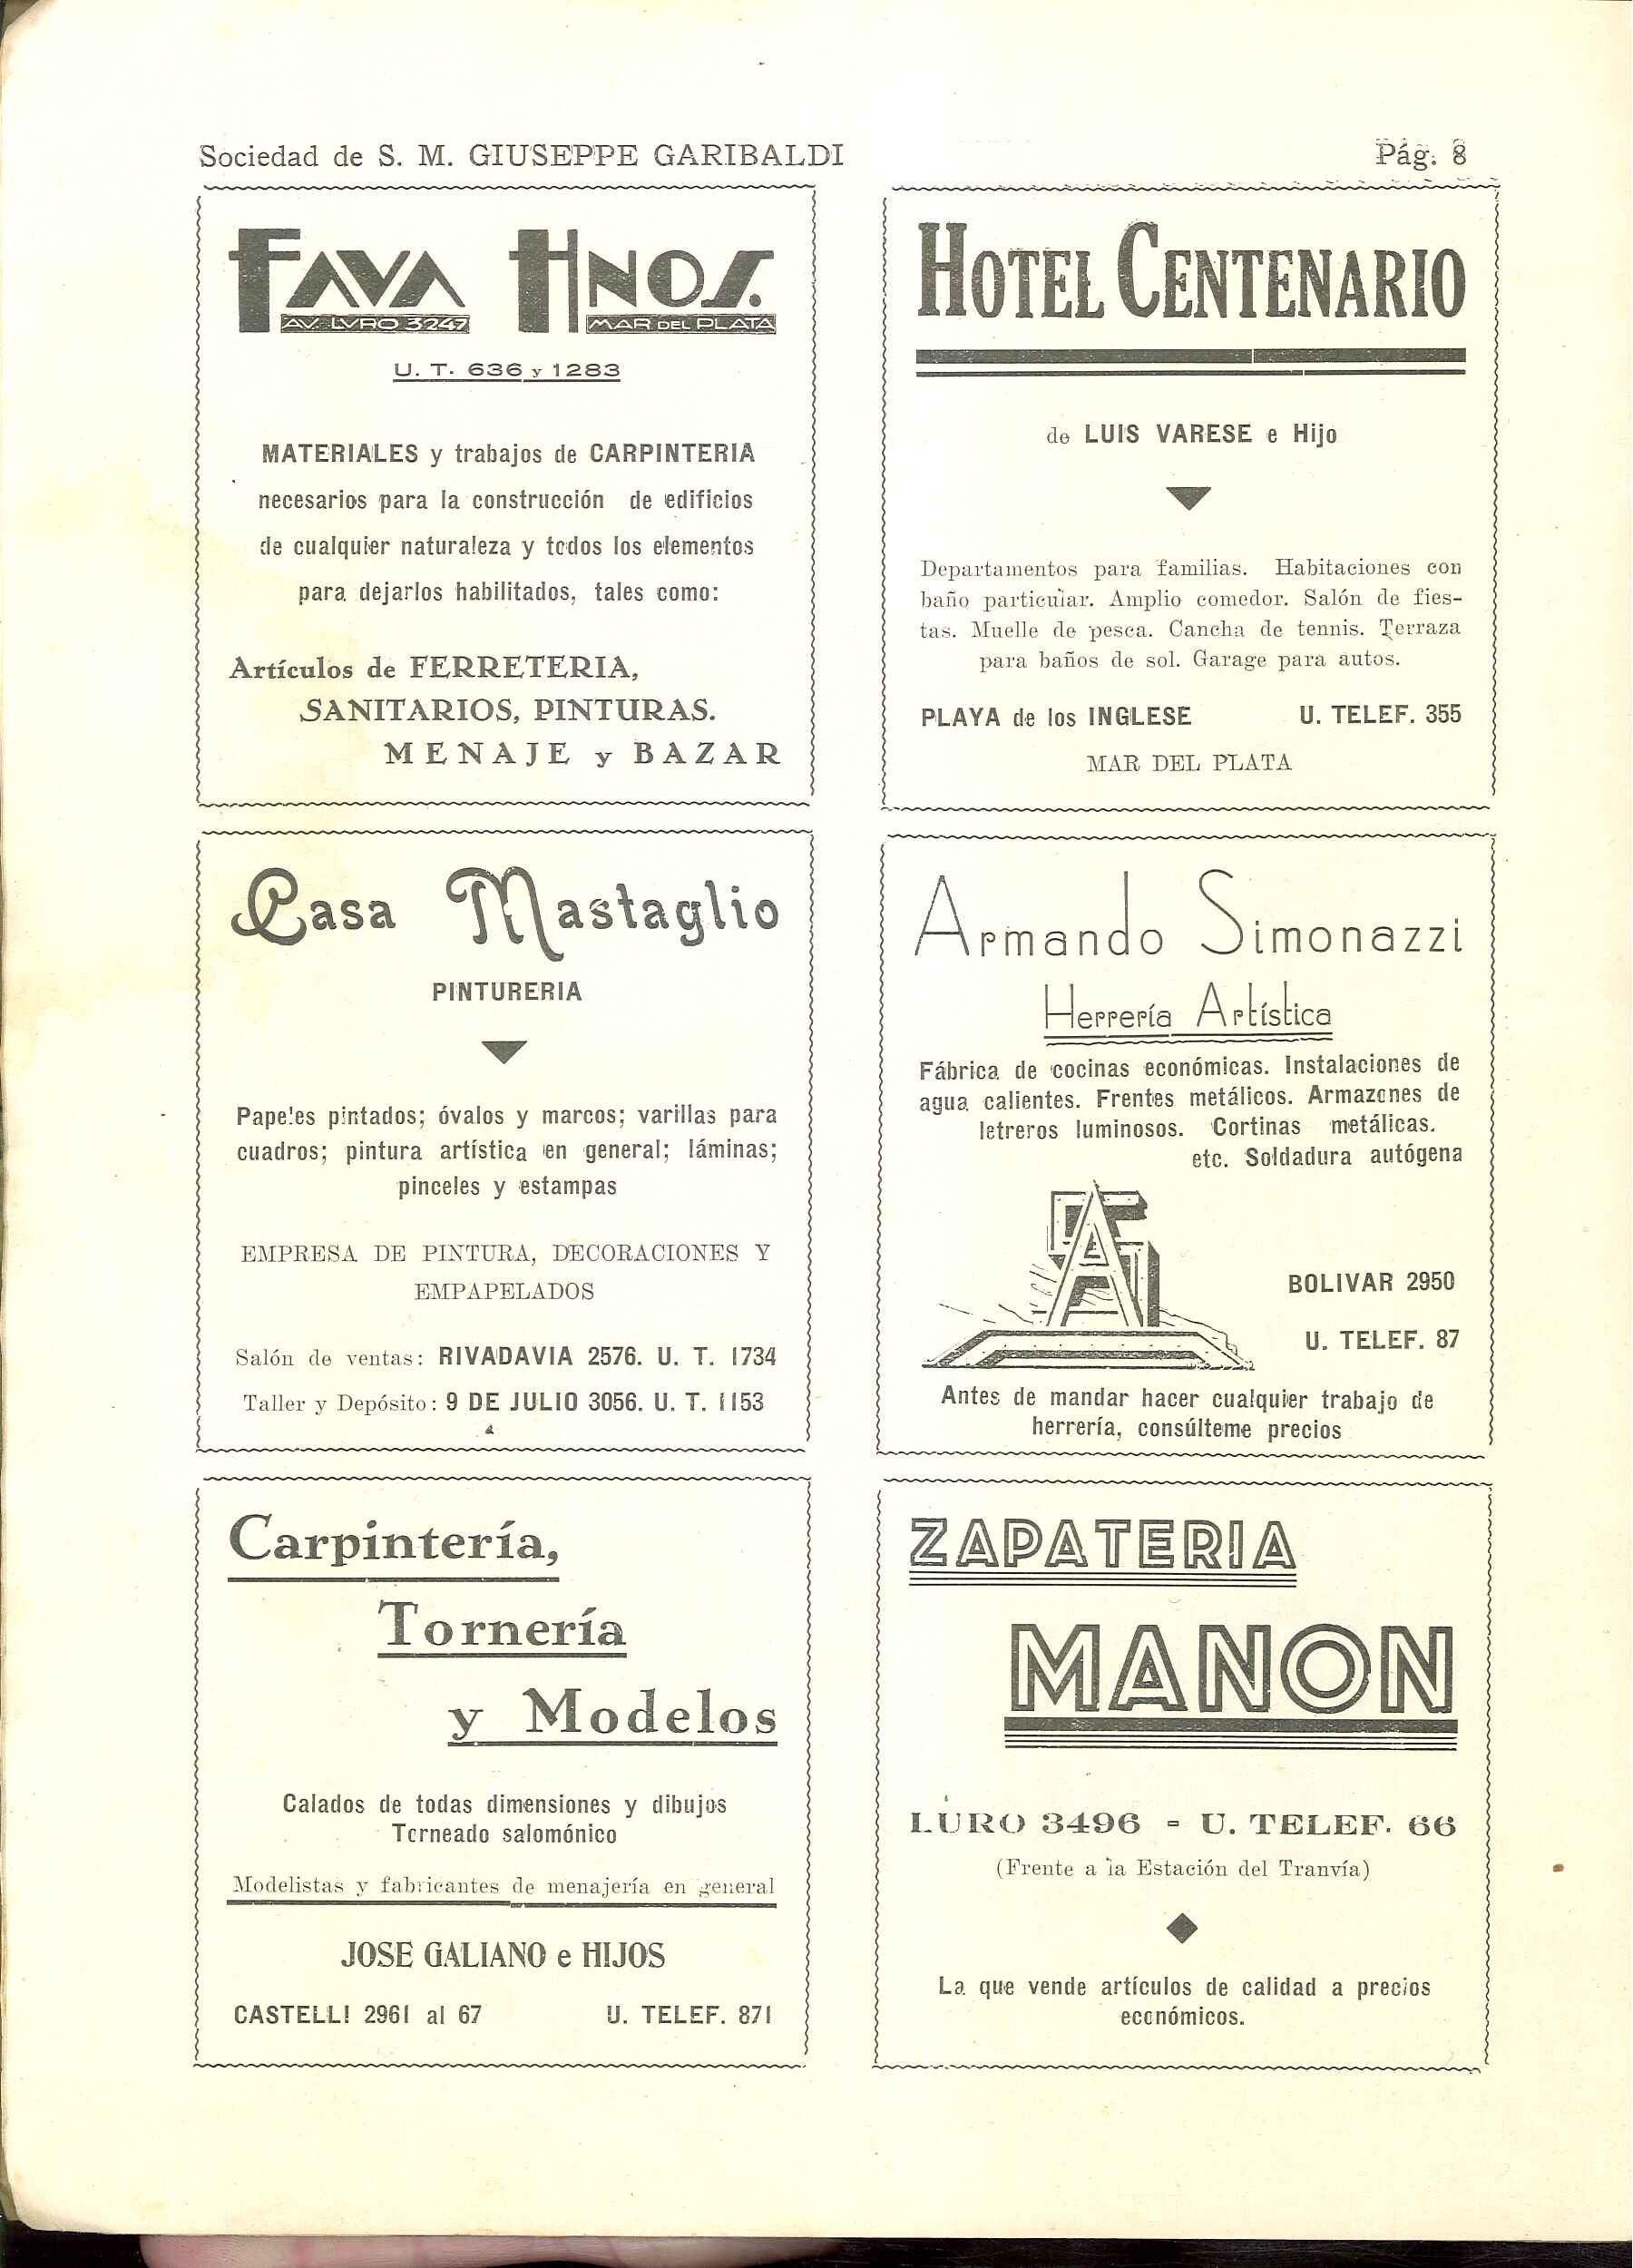 Sociedad de S. M. GIUSEPPE GARIBALDI
Pág. 8
FAVA HNOS.
AV. LVRO 3247 MAR DEL PLATA
U. T. 636 y 1283
MATERIALES y trabajos de CARPINTERIA
necesarios para la construcción de edificios
de cualquier naturaleza y todos los elementos
para dejarlos habilitados, tales como:
Artículos de FERRETERIA,
SANITARIOS, PINTURAS.
MENAJE y BAZAR
HOTEL CENTENARIO
de LUIS VARESE e Hijo
Departamentos para familias. Habitaciones con
baño particular. Amplio comedor. Salón de fies-
tas. Muelle de pesca. Cancha de tennis. Terraza
para baños de sol. Garage para autos.
PLAYA de los INGLESE U. TELEF. 355
MAR DEL PLATA
Casa Mastaglio
PINTURERIA
Papeles pintados; óvalos y marcos; varillas para
cuadros; pintura artística en general; láminas;
pinceles y estampas
EMPRESA DE PINTURA, DECORACIONES Y
EMPAPELADOS
Salón de ventas: RIVADAVIA 2576. U. T. 1734
Taller y Depósito: 9 DE JULIO 3056. U. T. 1153
Armando Simonazzi
Herrería Artística
Fábrica de cocinas económicas. Instalaciones de
agua calientes. Frentes metálicos. Armazones de
letreros luminosos. Cortinas metálicas.
etc. Soldadura autógena
BOLIVAR 2950
U. TELEF. 87
Antes de mandar hacer cualquier trabajo de
herrería, consúlteme precios
Carpintería,
Tornería
y Modelos
Calados de todas dimensiones y dibujos
Torneado salomónico
Modelistas y fabricantes de menajería en general
JOSE GALIANO e HIJOS
CASTELLI 2961 al 67 U. TELEF. 871
ZAPATERIA
MANON
LURO 3496 - U. TELEF. 66
(Frente a la Estación del Tranvía)
La que vende artículos de calidad a precios
económicos.